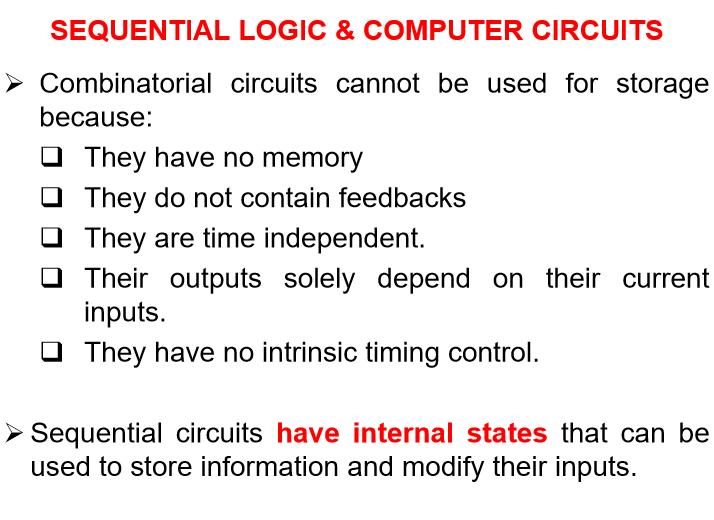 SEQUENTIAL LOGIC & COMPUTER CIRCUITS
➢ Combinatorial circuits cannot be used for storage
because:
❑ They have no memory
❑ They do not contain feedbacks
❑ They are time independent.
❑ Their outputs solely depend on their current
inputs.
❑ They have no intrinsic timing control.
➢ Sequential circuits have internal states that can be
used to store information and modify their inputs.